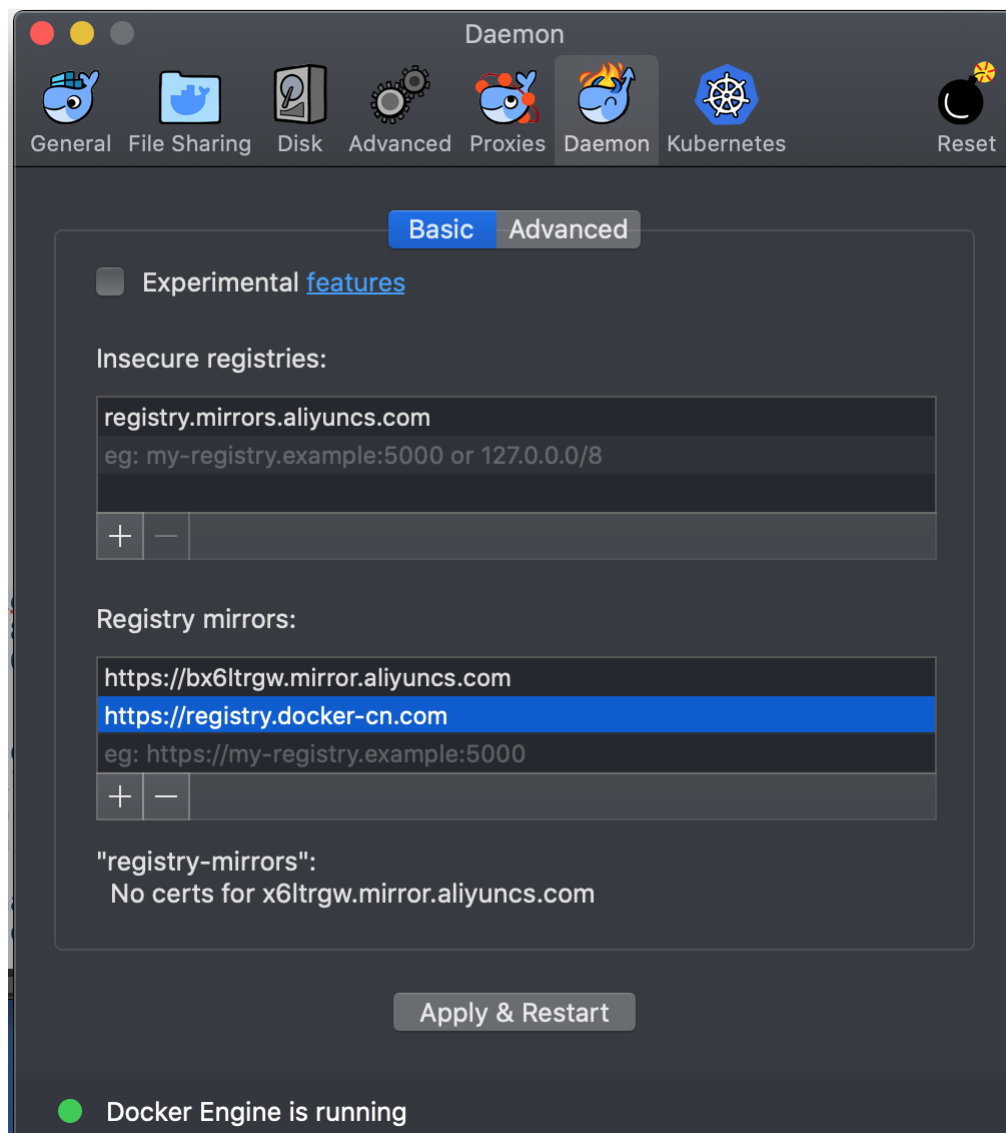 Daemon
General File Sharing Disk Advanced Proxies Daemon Kubernetes Reset
Basic Advanced
Experimental features
Insecure registries:
registry.mirrors.aliyuncs.com
eg: my-registry.example:5000 or 127.0.0.0/8
Registry mirrors:
https://bx6ltrgw.mirror.aliyuncs.com
https://registry.docker-cn.com
eg: https://my-registry.example:5000
"registry-mirrors":
No certs for x6ltrgw.mirror.aliyuncs.com
Apply & Restart
Docker Engine is running